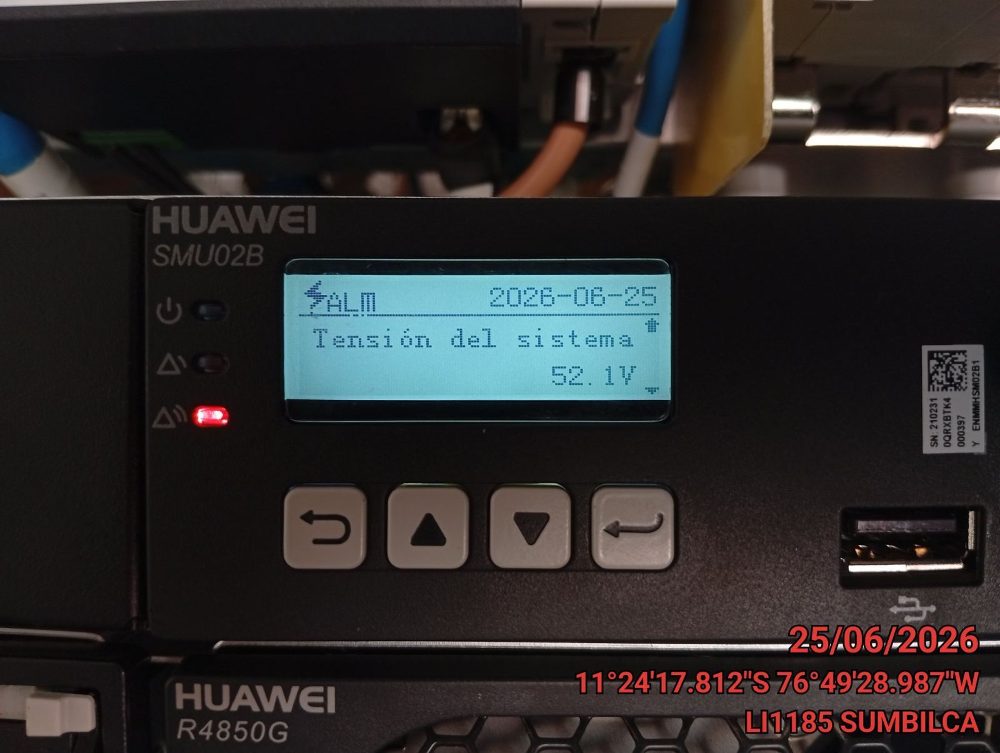 HUAWEI
SMU02B
ALM 2026-06-25
Tensión del sistema
52.1V
SN: 210231
0QRXBTK4
000397
Y ENMMHSM02B1
25/06/2026
11°24'17.812"S 76°49'28.987"W
LI1185 SUMBILCA
HUAWEI
R4850G